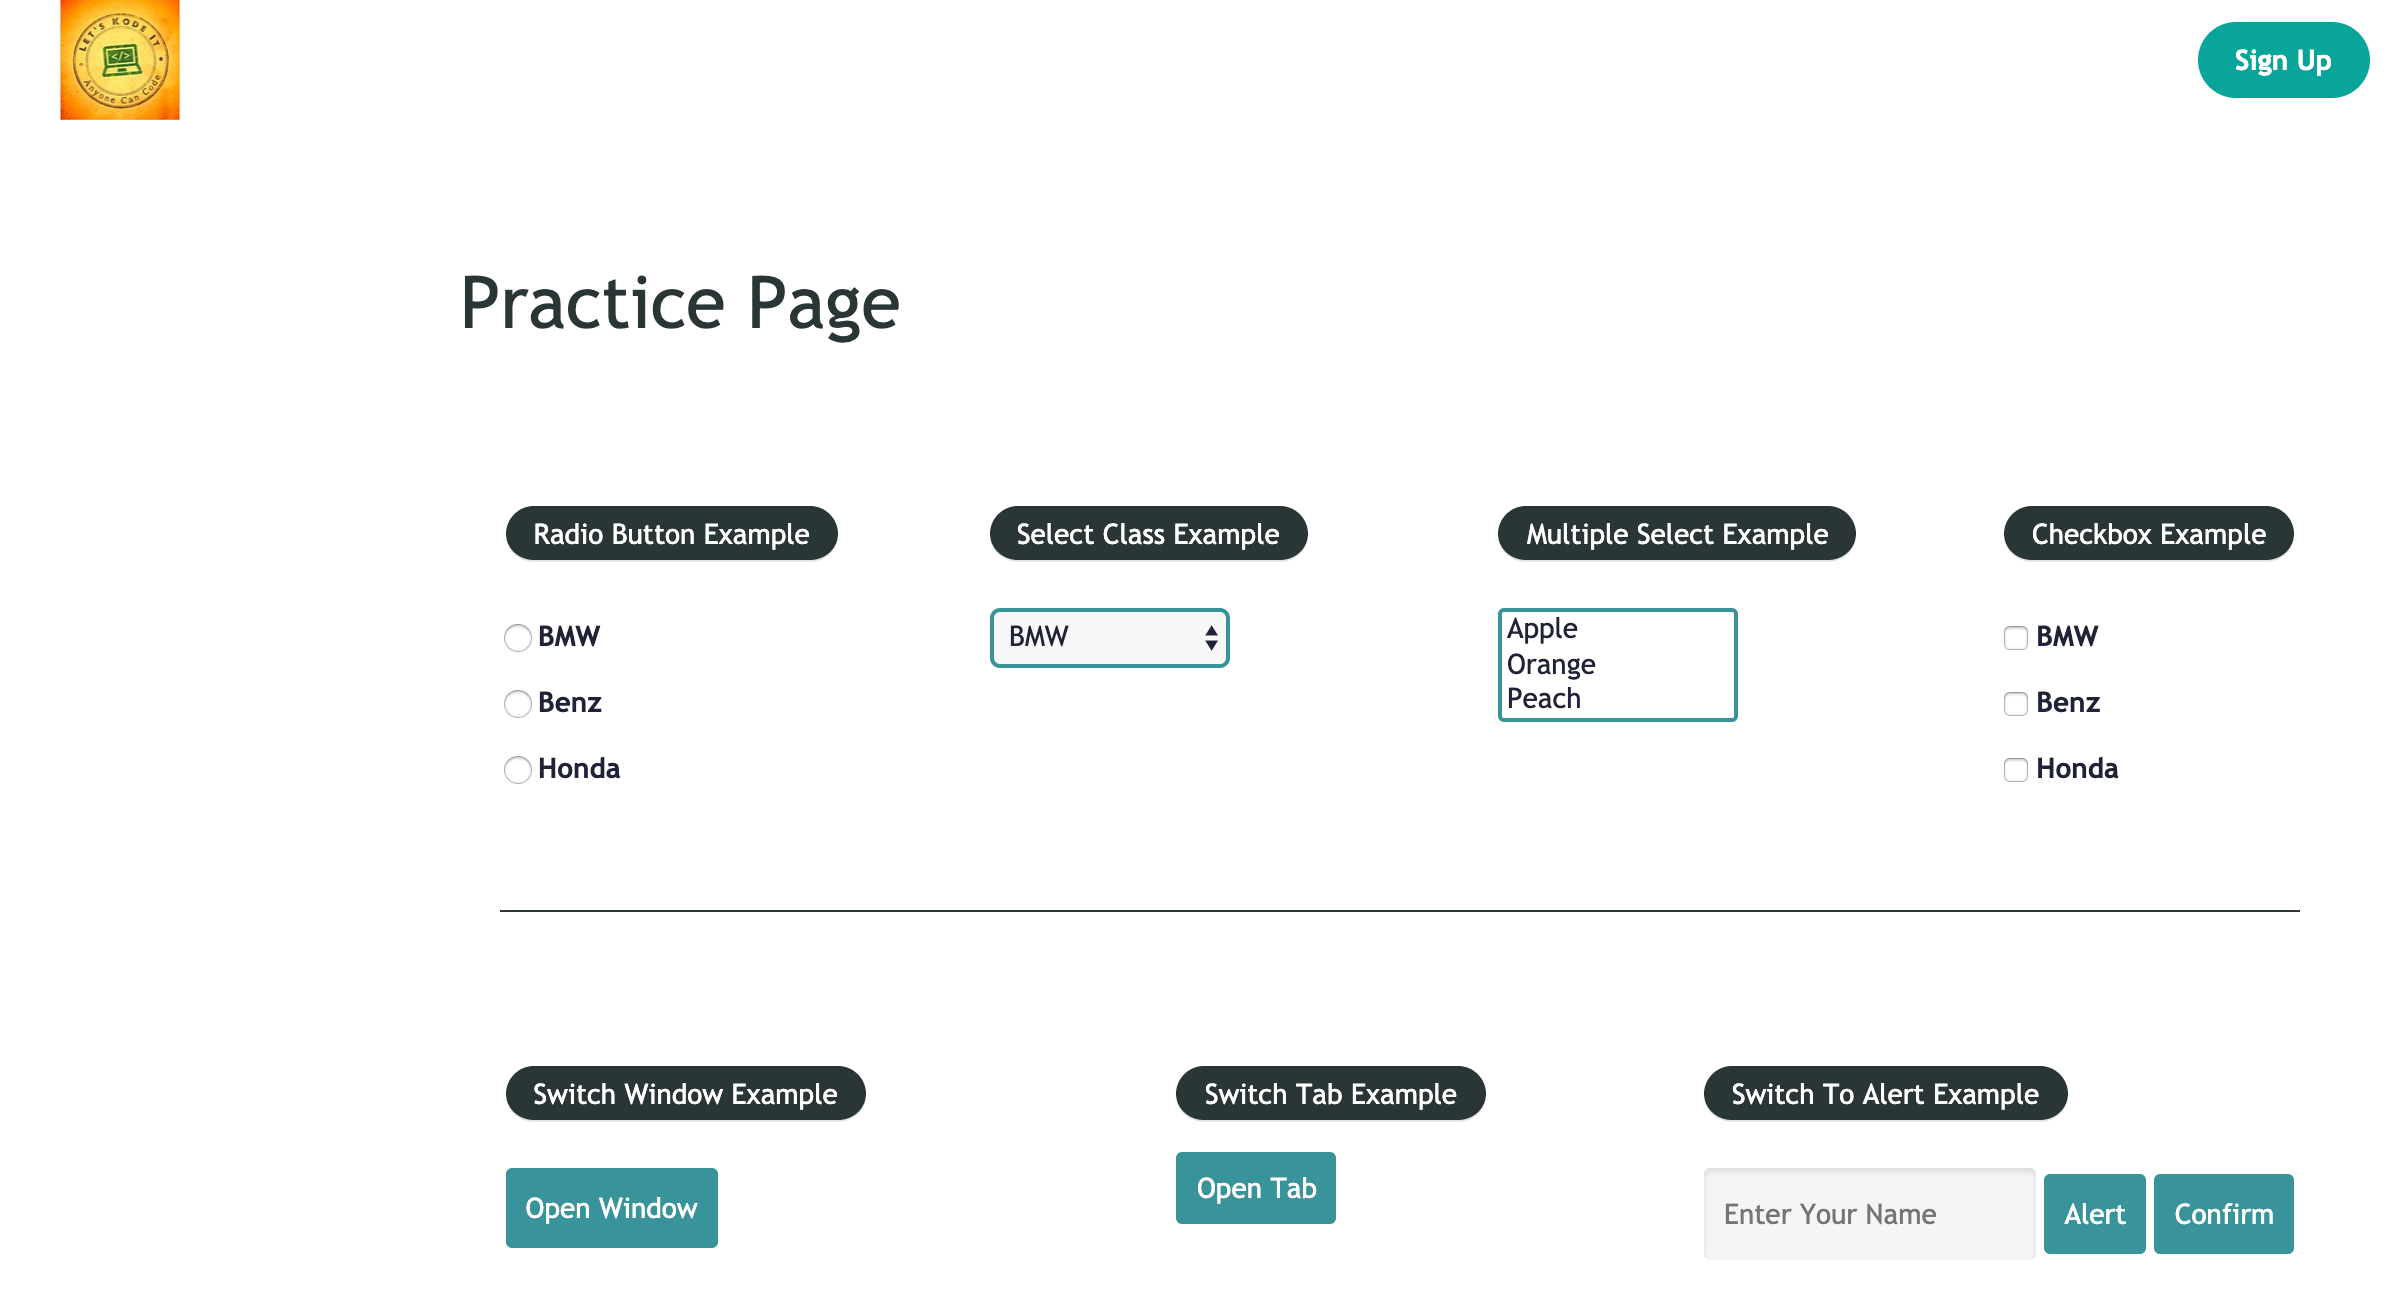 LET'S KODE IT
</>
Anyone Can Code
Sign Up
Practice Page
Radio Button Example
BMW
Benz
Honda
Select Class Example
BMW
Multiple Select Example
Apple
Orange
Peach
Checkbox Example
BMW
Benz
Honda
Switch Window Example
Open Window
Switch Tab Example
Open Tab
Switch To Alert Example
Enter Your Name
Alert
Confirm